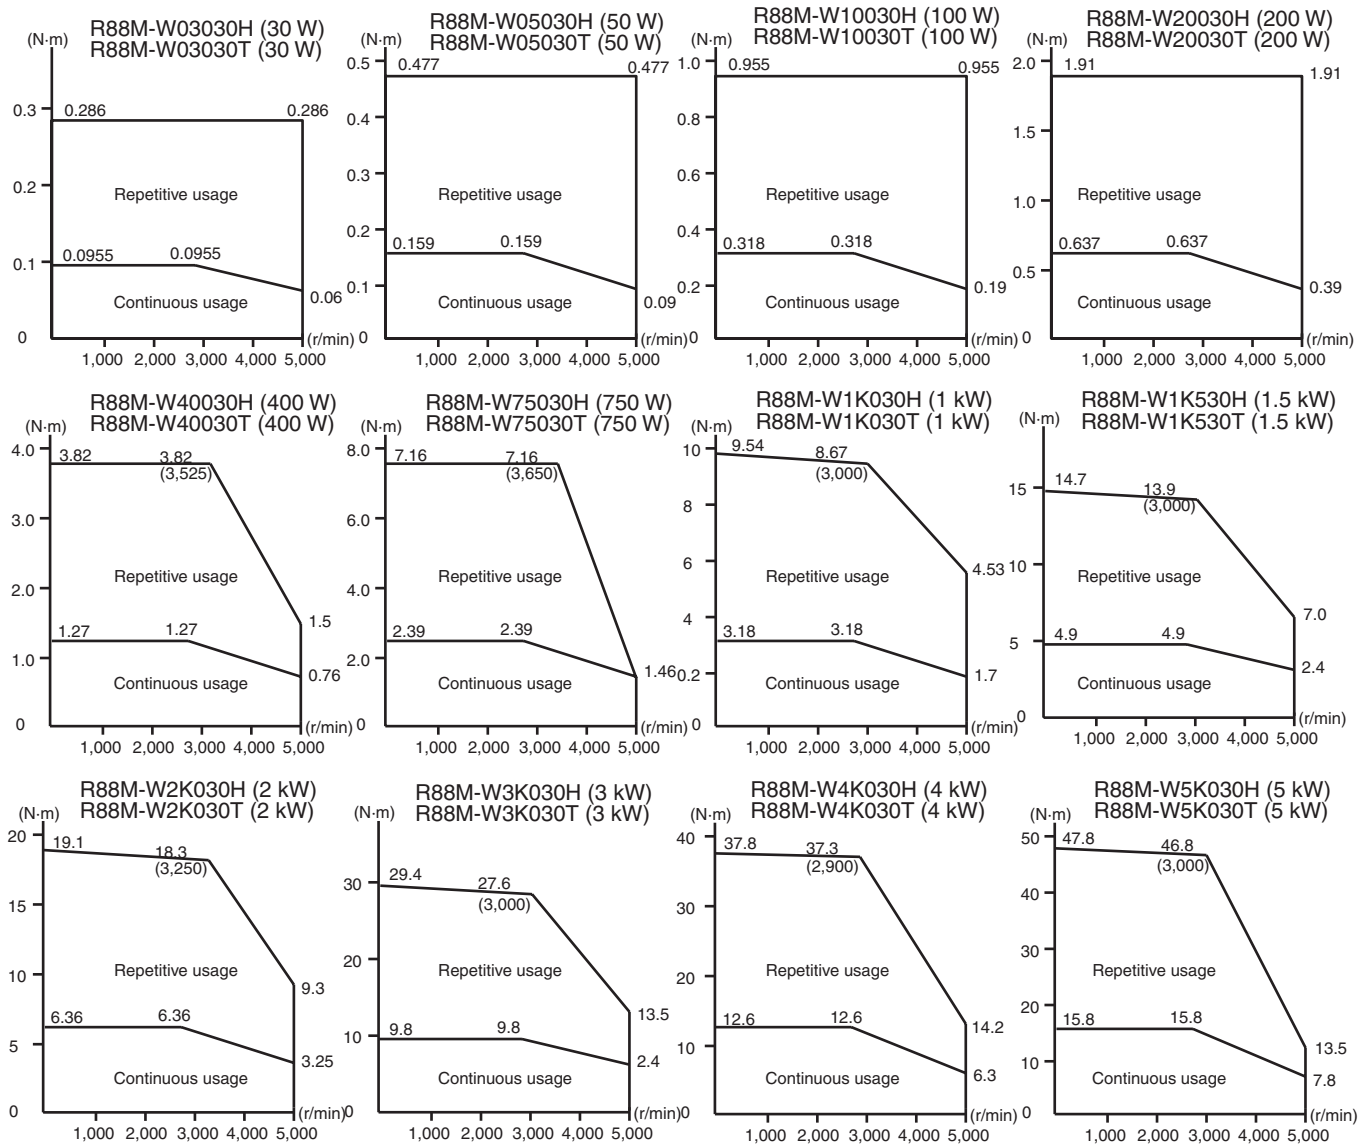 R88M-W03030H (30 W)
R88M-W03030T (30 W)
(N·m)
0.3
0.2
0.1
0
0.286
0.286
Repetitive usage
0.0955
0.0955
Continuous usage
0.06
(r/min)
1,000 2,000 3,000 4,000 5,000
R88M-W05030H (50 W)
R88M-W05030T (50 W)
(N·m)
0.5
0.4
0.3
0.2
0.1
0
0.477
0.477
Repetitive usage
0.159
0.159
Continuous usage
0.09
(r/min)
1,000 2,000 3,000 4,000 5,000
R88M-W10030H (100 W)
R88M-W10030T (100 W)
(N·m)
1.0
0.8
0.6
0.4
0.2
0
0.955
0.955
Repetitive usage
0.318
0.318
Continuous usage
0.19
(r/min)
1,000 2,000 3,000 4,000 5,000
R88M-W20030H (200 W)
R88M-W20030T (200 W)
(N·m)
2.0
1.5
1.0
0.5
0
1.91
1.91
Repetitive usage
0.637
0.637
Continuous usage
0.39
(r/min)
1,000 2,000 3,000 4,000 5,000
R88M-W40030H (400 W)
R88M-W40030T (400 W)
(N·m)
4.0
3.0
2.0
1.0
0
3.82
3.82
(3,525)
Repetitive usage
1.5
1.27
1.27
Continuous usage
0.76
(r/min)
1,000 2,000 3,000 4,000 5,000
R88M-W75030H (750 W)
R88M-W75030T (750 W)
(N·m)
8.0
6.0
4.0
2.0
0
7.16
7.16
(3,650)
Repetitive usage
2.39
2.39
Continuous usage
1.46
(r/min)
1,000 2,000 3,000 4,000 5,000
R88M-W1K030H (1 kW)
R88M-W1K030T (1 kW)
(N·m)
10
8
6
4
0.2
0
9.54
8.67
(3,000)
Repetitive usage
4.53
3.18
3.18
Continuous usage
1.7
(r/min)
1,000 2,000 3,000 4,000 5,000
R88M-W1K530H (1.5 kW)
R88M-W1K530T (1.5 kW)
(N·m)
15
10
5
0
14.7
13.9
(3,000)
Repetitive usage
7.0
4.9
4.9
Continuous usage
2.4
(r/min)
1,000 2,000 3,000 4,000 5,000
R88M-W2K030H (2 kW)
R88M-W2K030T (2 kW)
(N·m)
20
15
10
5
0
19.1
18.3
(3,250)
Repetitive usage
9.3
6.36
6.36
Continuous usage
3.25
(r/min)
1,000 2,000 3,000 4,000 5,000
R88M-W3K030H (3 kW)
R88M-W3K030T (3 kW)
(N·m)
30
20
10
0
29.4
27.6
(3,000)
Repetitive usage
13.5
9.8
9.8
Continuous usage
2.4
(r/min)
1,000 2,000 3,000 4,000 5,000
R88M-W4K030H (4 kW)
R88M-W4K030T (4 kW)
(N·m)
40
30
20
10
0
37.8
37.3
(2,900)
Repetitive usage
14.2
12.6
12.6
Continuous usage
6.3
(r/min)
1,000 2,000 3,000 4,000 5,000
R88M-W5K030H (5 kW)
R88M-W5K030T (5 kW)
(N·m)
50
40
30
20
10
0
47.8
46.8
(3,000)
Repetitive usage
13.5
15.8
15.8
Continuous usage
7.8
(r/min)
1,000 2,000 3,000 4,000 5,000